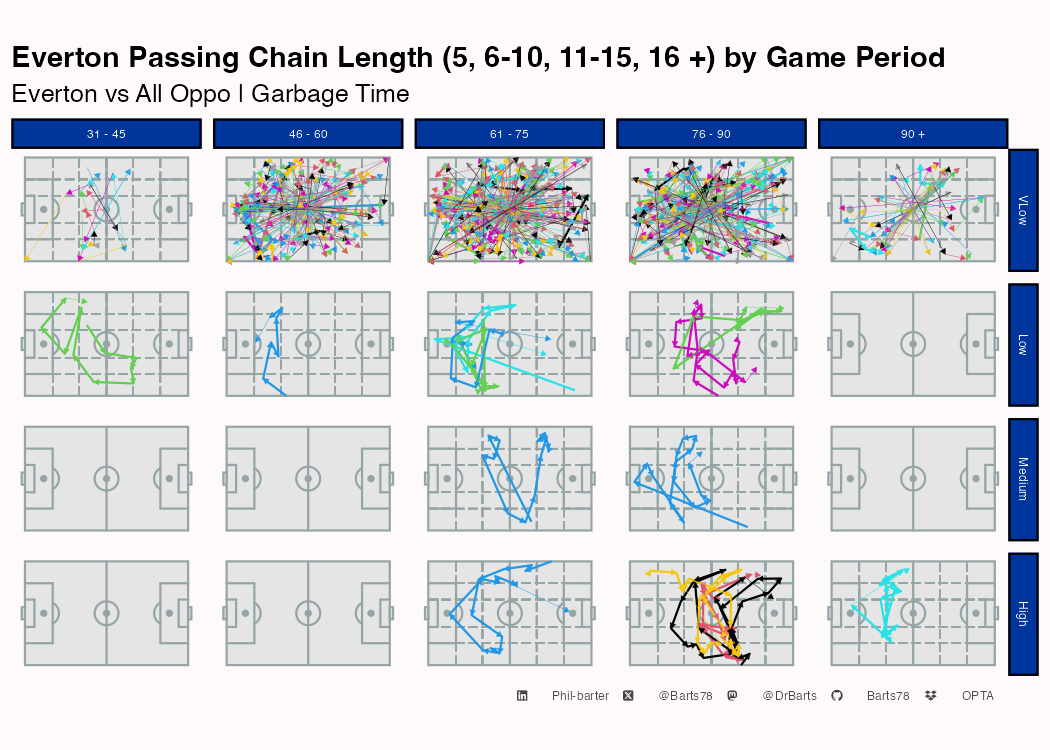 Everton Passing Chain Length (5, 6-10, 11-15, 16 +) by Game Period
Everton vs All Oppo | Garbage Time
31 - 45 46 - 60 61 - 75 76 - 90 90 +
VLow
Low
Medium
High
Phil-barter @Barts78 @DrBarts Barts78 OPTA